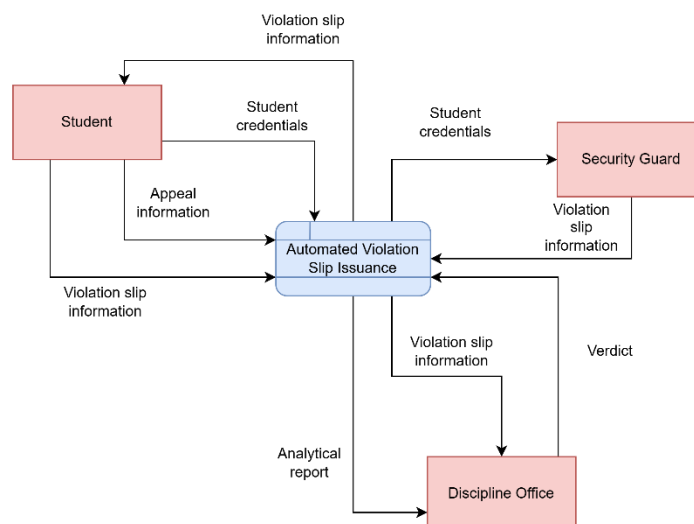 Violation slip
information
Student
Student
credentials
Student
credentials
Security Guard
Appeal
information
Violation
slip
information
Automated Violation
Slip Issuance
Violation slip
information
Violation slip
information
Verdict
Analytical
report
Discipline Office